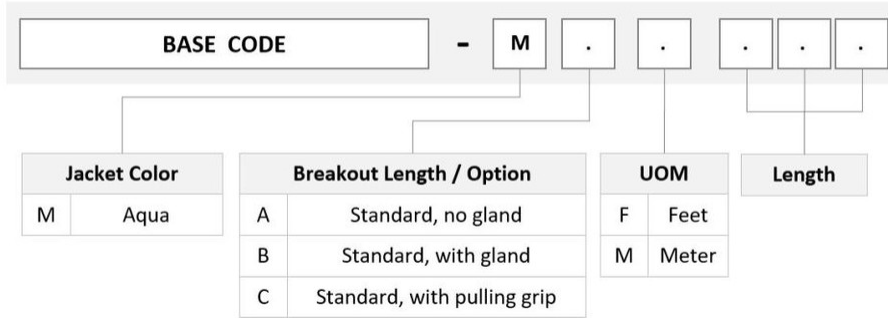 BASE CODE - M . . . . .
Jacket Color Breakout Length / Option UOM Length
M Aqua A Standard, no gland F Feet
B Standard, with gland M Meter
C Standard, with pulling grip